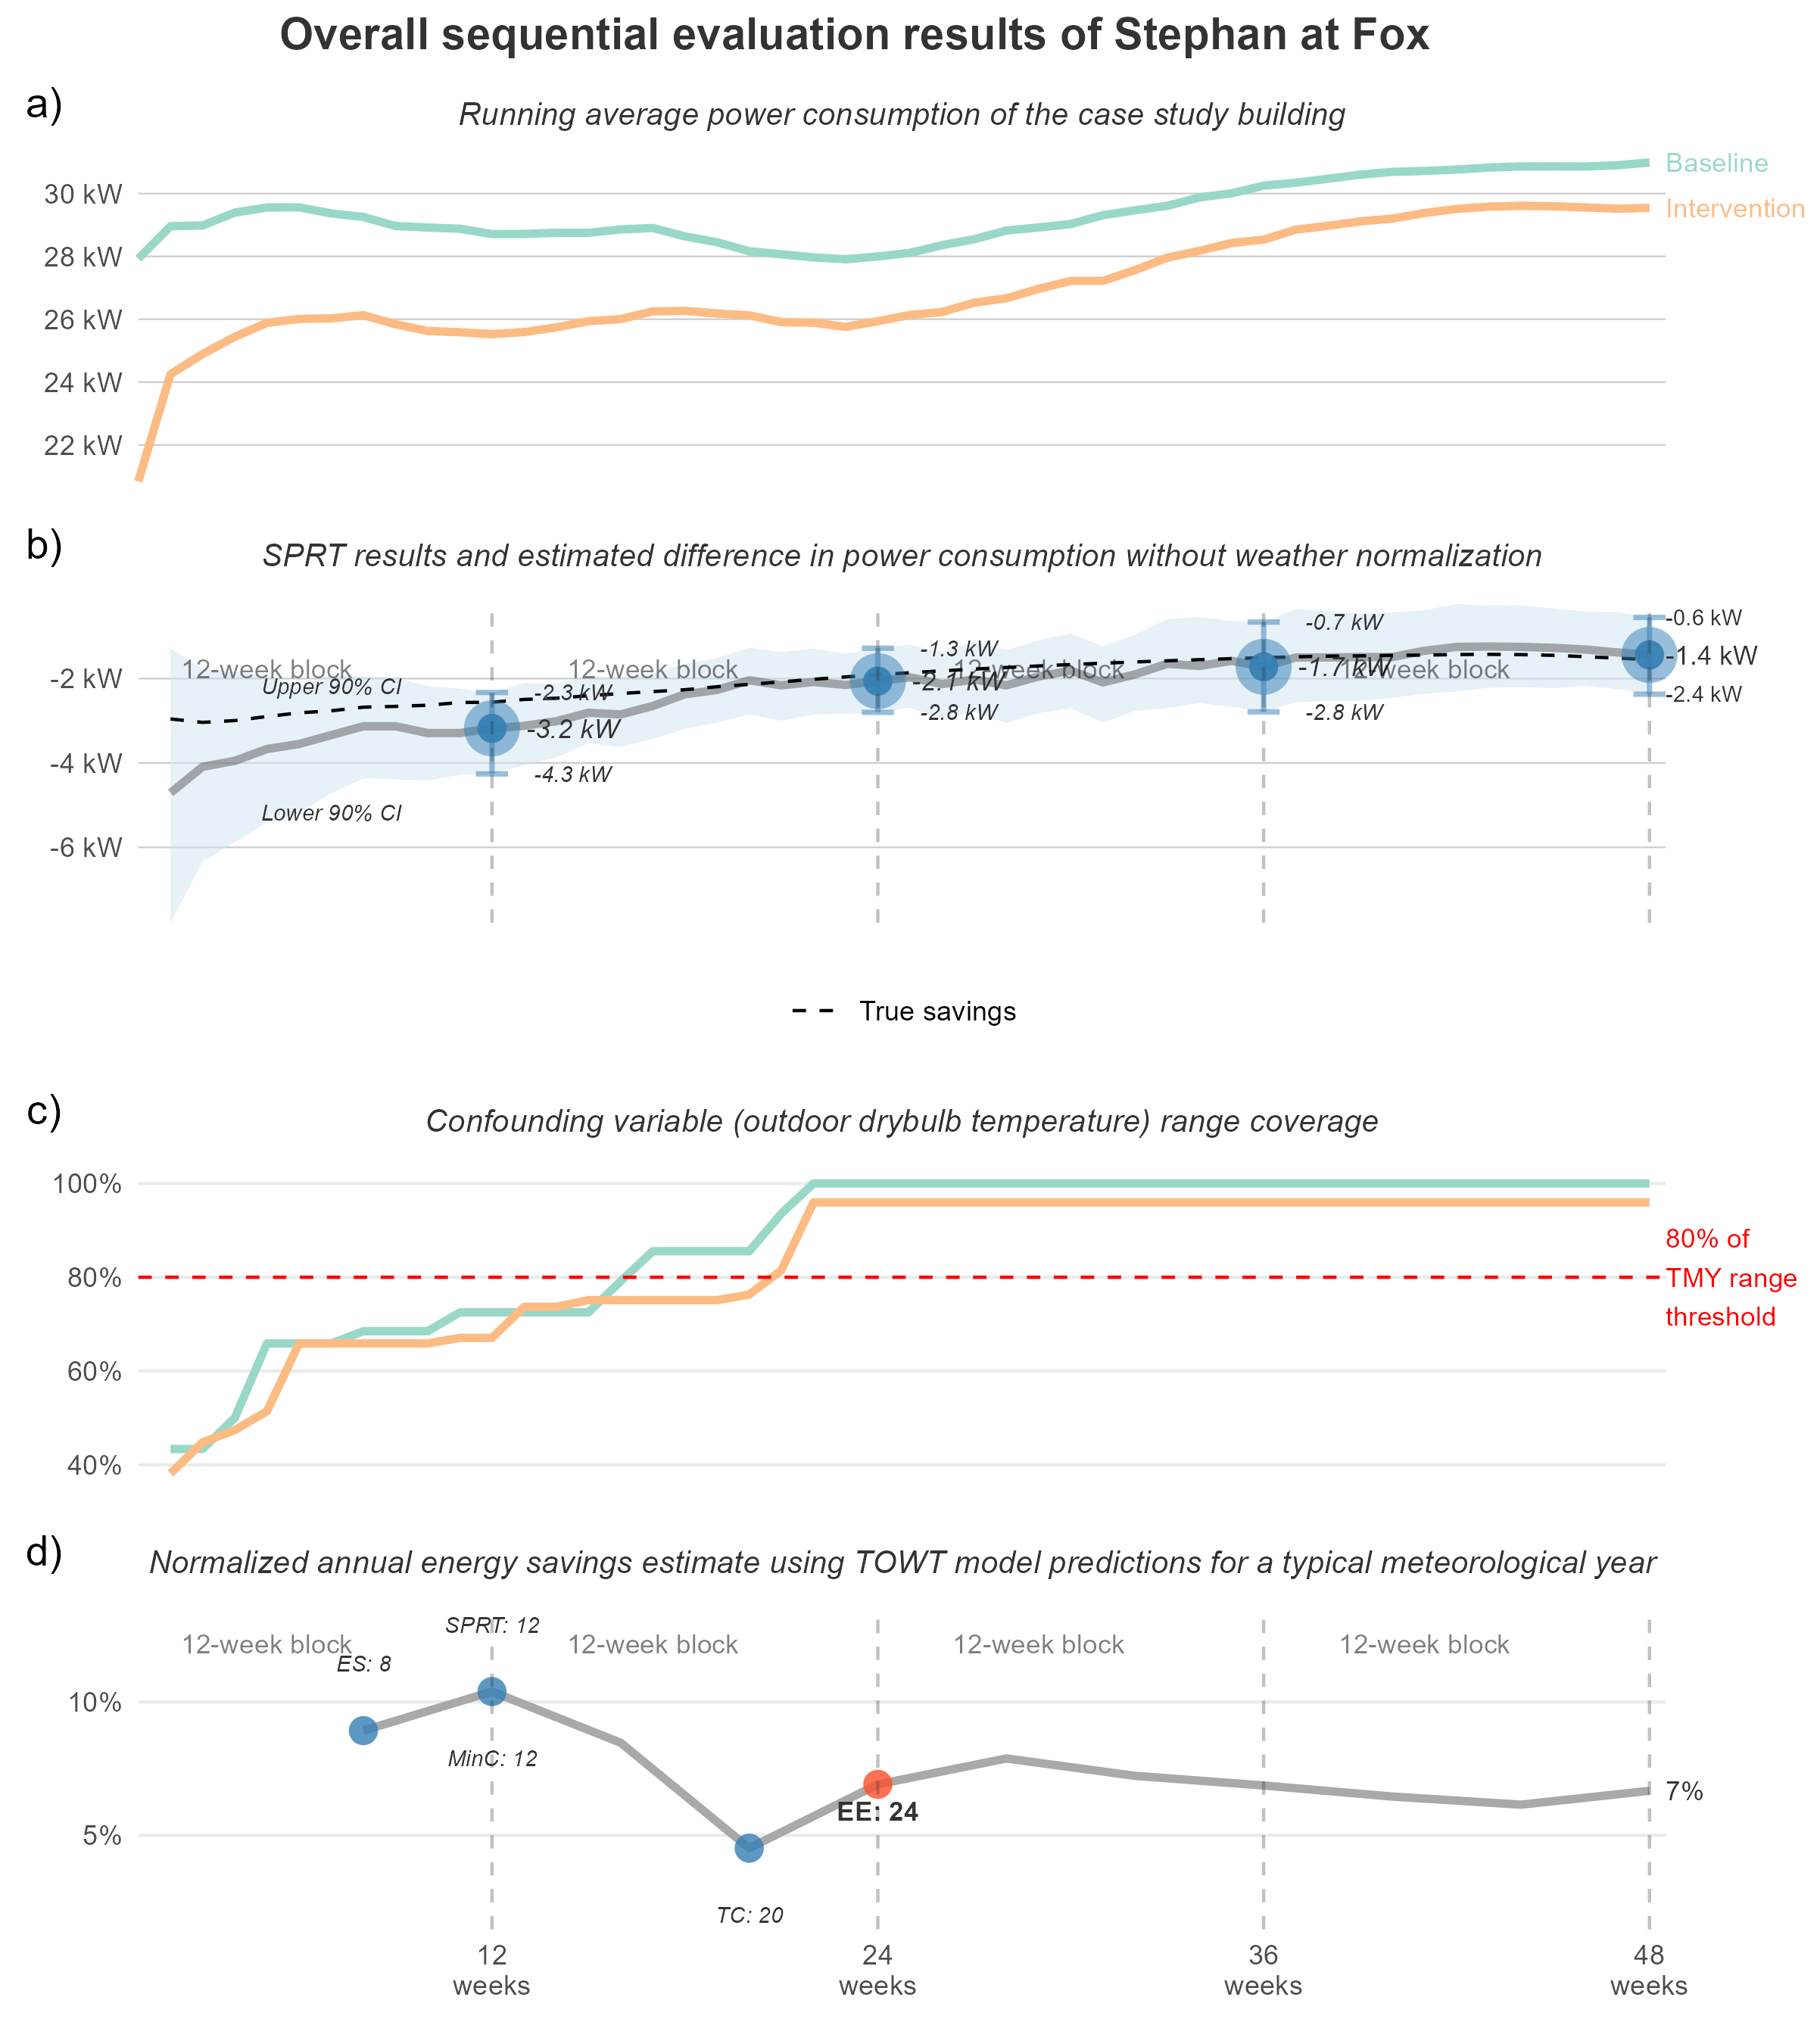 Overall sequential evaluation results of Stephan at Fox
a)
Running average power consumption of the case study building
30 kW
28 kW
26 kW
24 kW
22 kW
Baseline
Intervention
b)
SPRT results and estimated difference in power consumption without weather normalization
-2 kW
-4 kW
-6 kW
12-week block
12-week block
12-week block
12-week block
Upper 90% CI
Lower 90% CI
-2.3 kW
-3.2 kW
-4.3 kW
-1.3 kW
-2.1 kW
-2.8 kW
-0.7 kW
-1.7 kW
-2.8 kW
-0.6 kW
-1.4 kW
-2.4 kW
True savings
c)
Confounding variable (outdoor drybulb temperature) range coverage
100%
80%
60%
40%
80% of
TMY range
threshold
d)
Normalized annual energy savings estimate using TOWT model predictions for a typical meteorological year
12-week block
12-week block
12-week block
12-week block
SPRT: 12
ES: 8
MinC: 12
EE: 24
TC: 20
10%
5%
7%
12
weeks
24
weeks
36
weeks
48
weeks